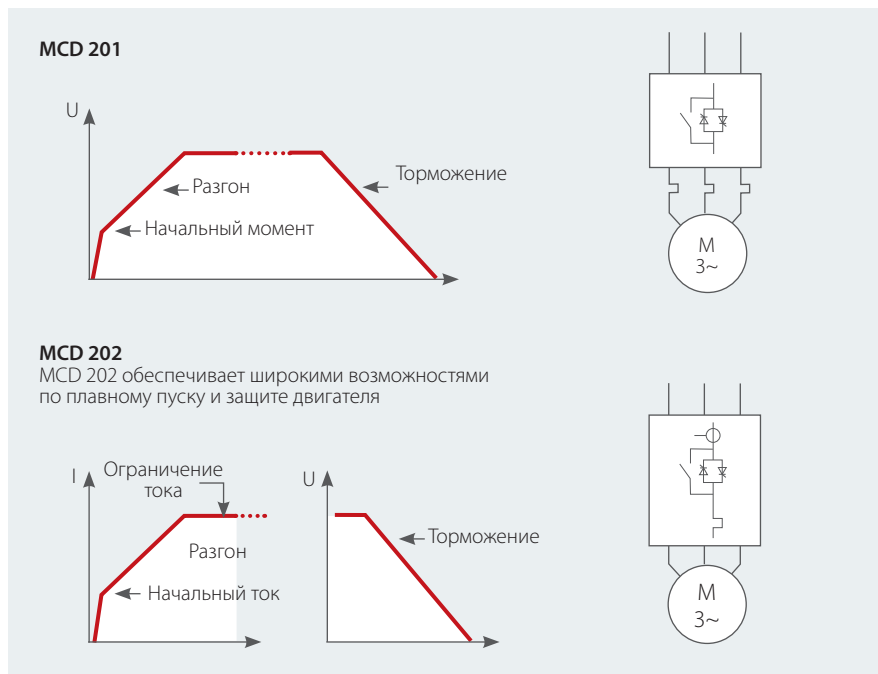 MCD 201
U
Разгон
Торможение
Начальный момент
M
3~
MCD 202
MCD 202 обеспечивает широкими возможностями
по плавному пуску и защите двигателя
I
Ограничение
тока
Разгон
Начальный ток
U
Торможение
M
3~